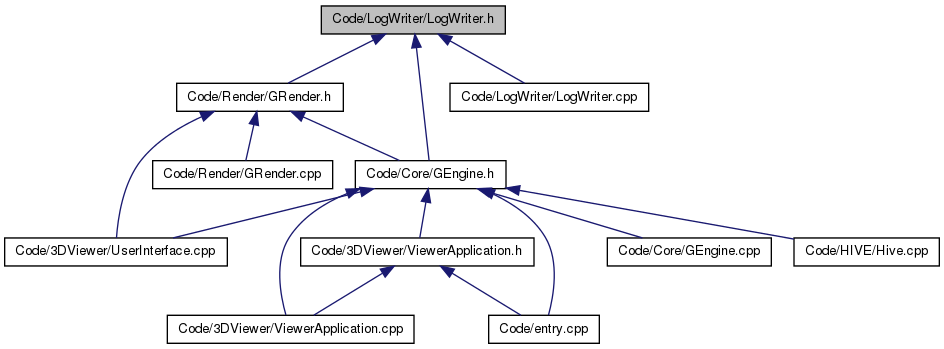 Code/LogWriter/LogWriter.h
Code/Render/GRender.h
Code/LogWriter/LogWriter.cpp
Code/Render/GRender.cpp
Code/Core/GEngine.h
Code/3DViewer/UserInterface.cpp
Code/3DViewer/ViewerApplication.h
Code/Core/GEngine.cpp
Code/HIVE/Hive.cpp
Code/3DViewer/ViewerApplication.cpp
Code/entry.cpp